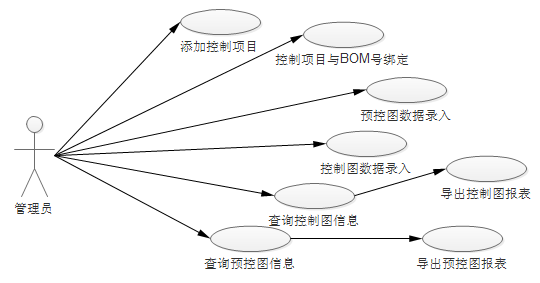 添加控制项目
控制项目与BOM号绑定
预控图数据录入
控制图数据录入
导出控制图报表
管理员
查询控制图信息
查询预控图信息
导出预控图报表